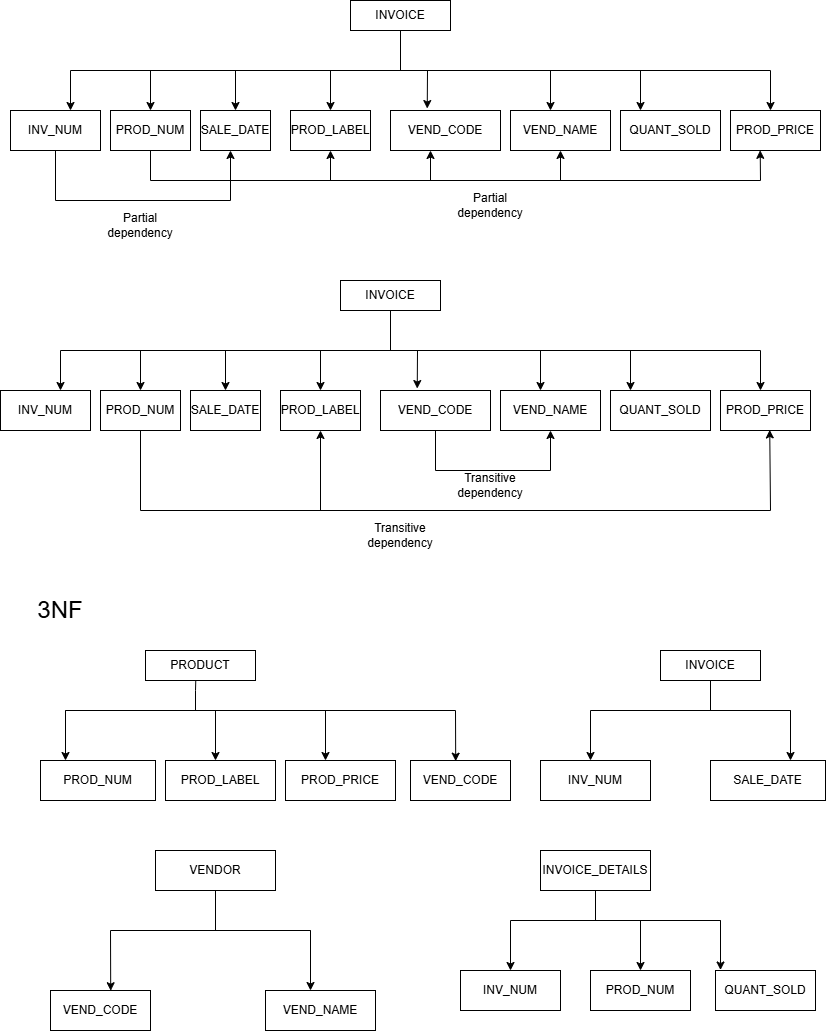 INVOICE
INV_NUM
PROD_NUM
SALE_DATE
PROD_LABEL
VEND_CODE
VEND_NAME
QUANT_SOLD
PROD_PRICE
Partial
dependency
Partial
dependency
INVOICE
INV_NUM
PROD_NUM
SALE_DATE
PROD_LABEL
VEND_CODE
VEND_NAME
QUANT_SOLD
PROD_PRICE
Transitive
dependency
Transitive
dependency
3NF
PRODUCT
INVOICE
PROD_NUM
PROD_LABEL
PROD_PRICE
VEND_CODE
INV_NUM
SALE_DATE
VENDOR
INVOICE_DETAILS
VEND_CODE
VEND_NAME
INV_NUM
PROD_NUM
QUANT_SOLD